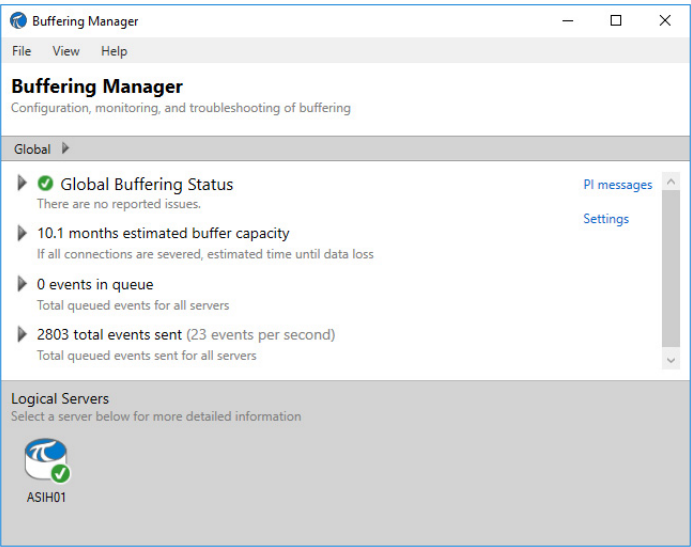 Buffering Manager
File View Help
Buffering Manager
Configuration, monitoring, and troubleshooting of buffering
Global
Global Buffering Status
PI messages
There are no reported issues.
Settings
10.1 months estimated buffer capacity
If all connections are severed, estimated time until data loss
0 events in queue
Total queued events for all servers
2803 total events sent (23 events per second)
Total queued events sent for all servers
Logical Servers
Select a server below for more detailed information
ASIH01